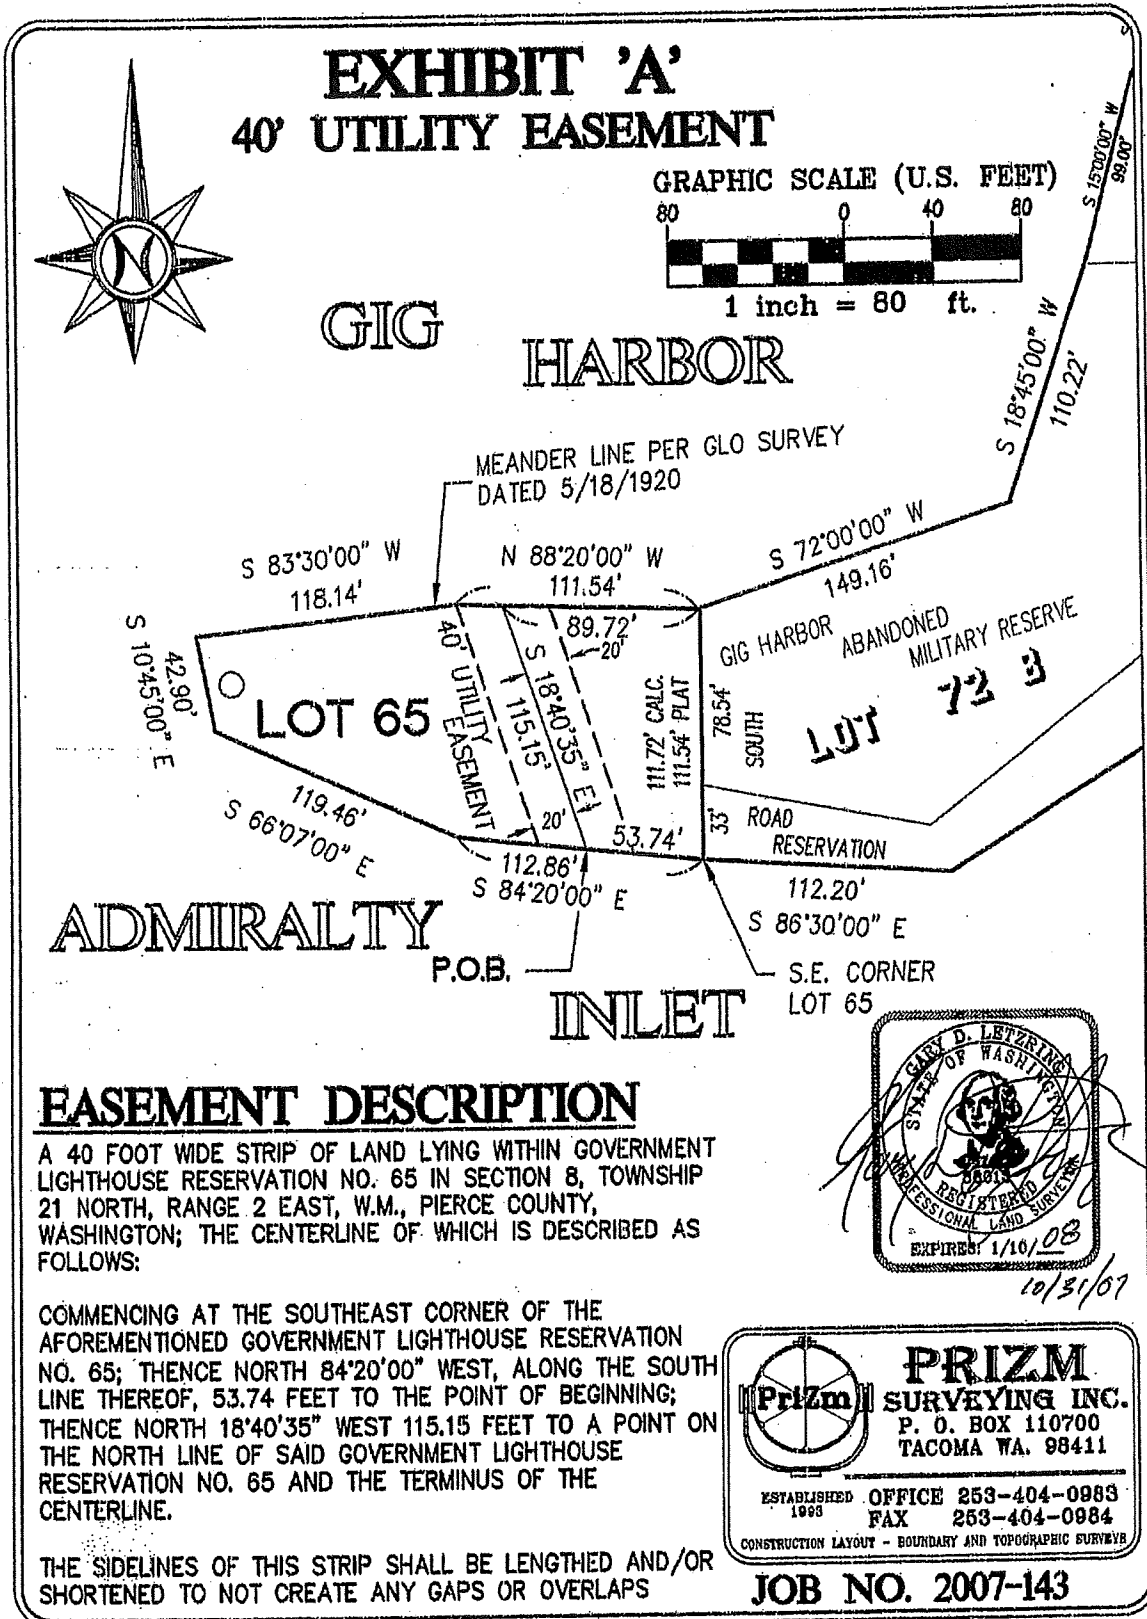 EXHIBIT 'A'
40' UTILITY EASEMENT
GRAPHIC SCALE (U.S. FEET)
80 0 40 80
1 inch = 80 ft.
N
S 15°00'00" W
99.00'
GIG
HARBOR
S 18°45'00" W
110.22'
MEANDER LINE PER GLO SURVEY
DATED 5/18/1920
S 83°30'00" W
118.14'
N 88°20'00" W
111.54'
89.72'
20'
S 72°00'00" W
149.16'
GIG HARBOR ABANDONED
MILITARY RESERVE
LOT 72 B
S 10°45'00" E
42.90'
LOT 65
40' UTILITY
EASEMENT
S 18°40'35" E
115.15'
111.72' CALC.
111.54' PLAT
78.54'
SOUTH
33'
ROAD
RESERVATION
119.46'
S 66°07'00" E
20'
53.74'
112.86'
S 84°20'00" E
112.20'
S 86°30'00" E
ADMIRALTY
P.O.B.
INLET
S.E. CORNER
LOT 65
GARY D. LETZRING
STATE OF WASHINGTON
REGISTERED
PROFESSIONAL LAND SURVEYOR
EXPIRES: 1/10/08
10/31/07
EASEMENT DESCRIPTION
A 40 FOOT WIDE STRIP OF LAND LYING WITHIN GOVERNMENT
LIGHTHOUSE RESERVATION NO. 65 IN SECTION 8, TOWNSHIP
21 NORTH, RANGE 2 EAST, W.M., PIERCE COUNTY,
WASHINGTON; THE CENTERLINE OF WHICH IS DESCRIBED AS
FOLLOWS:
COMMENCING AT THE SOUTHEAST CORNER OF THE
AFOREMENTIONED GOVERNMENT LIGHTHOUSE RESERVATION
NO. 65; THENCE NORTH 84°20'00" WEST, ALONG THE SOUTH
LINE THEREOF, 53.74 FEET TO THE POINT OF BEGINNING;
THENCE NORTH 18°40'35" WEST 115.15 FEET TO A POINT ON
THE NORTH LINE OF SAID GOVERNMENT LIGHTHOUSE
RESERVATION NO. 65 AND THE TERMINUS OF THE
CENTERLINE.
THE SIDELINES OF THIS STRIP SHALL BE LENGTHED AND/OR
SHORTENED TO NOT CREATE ANY GAPS OR OVERLAPS
PriZm
PRIZM
SURVEYING INC.
P. O. BOX 110700
TACOMA WA. 98411
ESTABLISHED
1993
OFFICE 253-404-0983
FAX 253-404-0984
CONSTRUCTION LAYOUT - BOUNDARY AND TOPOGRAPHIC SURVEYS
JOB NO. 2007-143